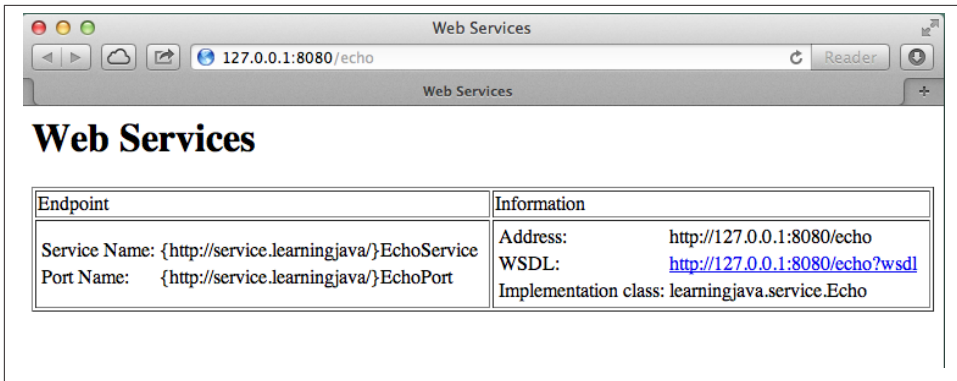 Web Services
127.0.0.1:8080/echo
Reader
Web Services
Web Services
Endpoint
Information
Service Name: {http://service.learningjava/}EchoService
Port Name: {http://service.learningjava/}EchoPort
Address: http://127.0.0.1:8080/echo
WSDL: http://127.0.0.1:8080/echo?wsdl
Implementation class: learningjava.service.Echo